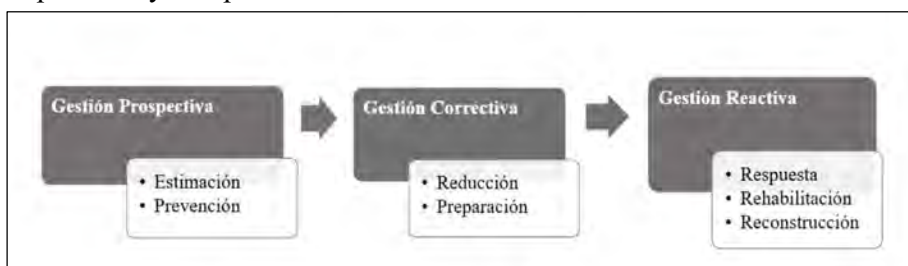 Gestión Prospectiva
• Estimación
• Prevención
Gestión Correctiva
• Reducción
• Preparación
Gestión Reactiva
• Respuesta
• Rehabilitación
• Reconstrucción